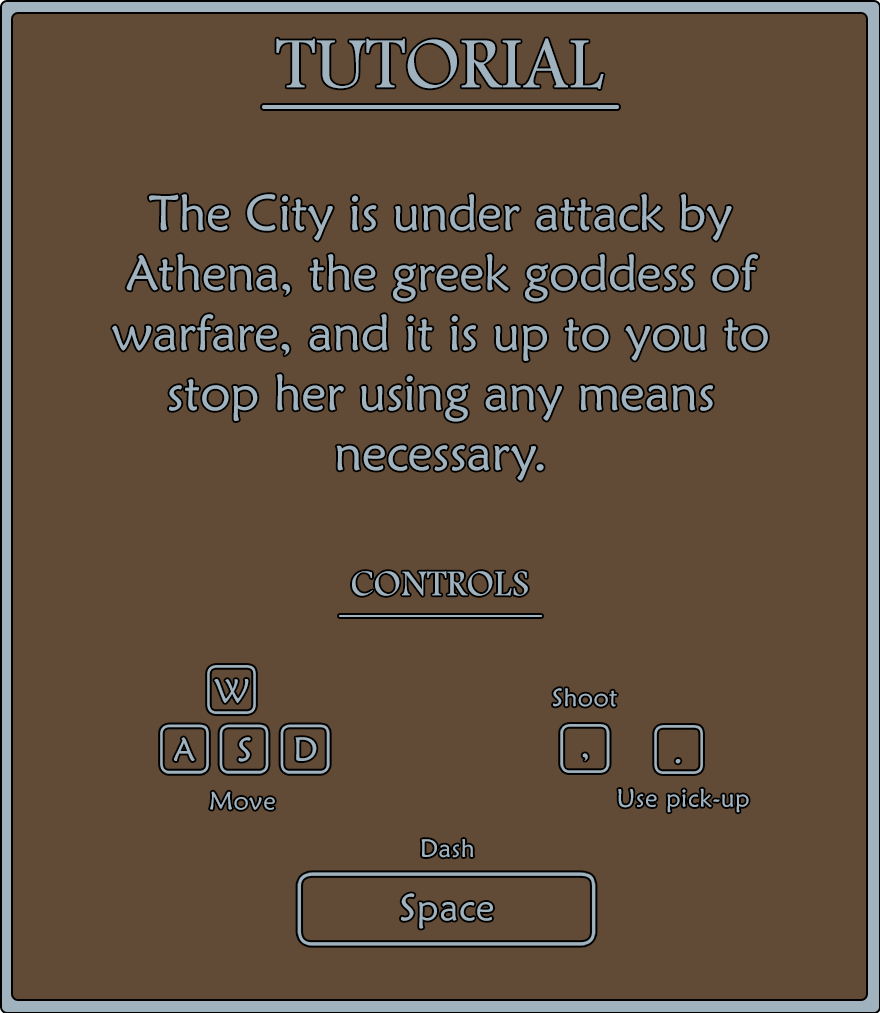 TUTORIAL
The City is under attack by
Athena, the greek goddess of
warfare, and it is up to you to
stop her using any means
necessary.
CONTROLS
W
A S D
Move
Shoot
, .
Use pick-up
Dash
Space